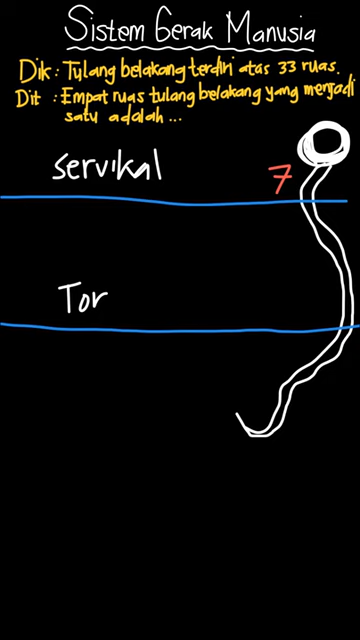 Sistem Gerak Manusia
Dik : Tulang belakang terdiri atas 33 ruas.
Dit : Empat ruas tulang belakang yang menjadi
satu adalah ...
Servikal
7
Tor